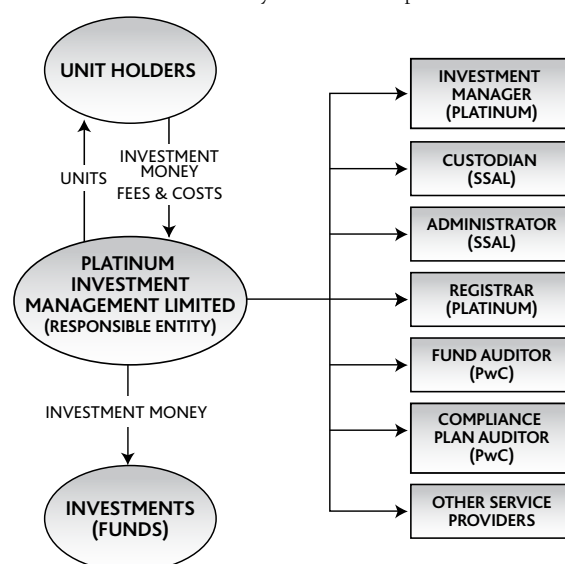 UNIT HOLDERS
UNITS
INVESTMENT
MONEY
FEES & COSTS
PLATINUM
INVESTMENT
MANAGEMENT LIMITED
(RESPONSIBLE ENTITY)
INVESTMENT MONEY
INVESTMENTS
(FUNDS)
INVESTMENT
MANAGER
(PLATINUM)
CUSTODIAN
(SSAL)
ADMINISTRATOR
(SSAL)
REGISTRAR
(PLATINUM)
FUND AUDITOR
(PwC)
COMPLIANCE
PLAN AUDITOR
(PwC)
OTHER SERVICE
PROVIDERS